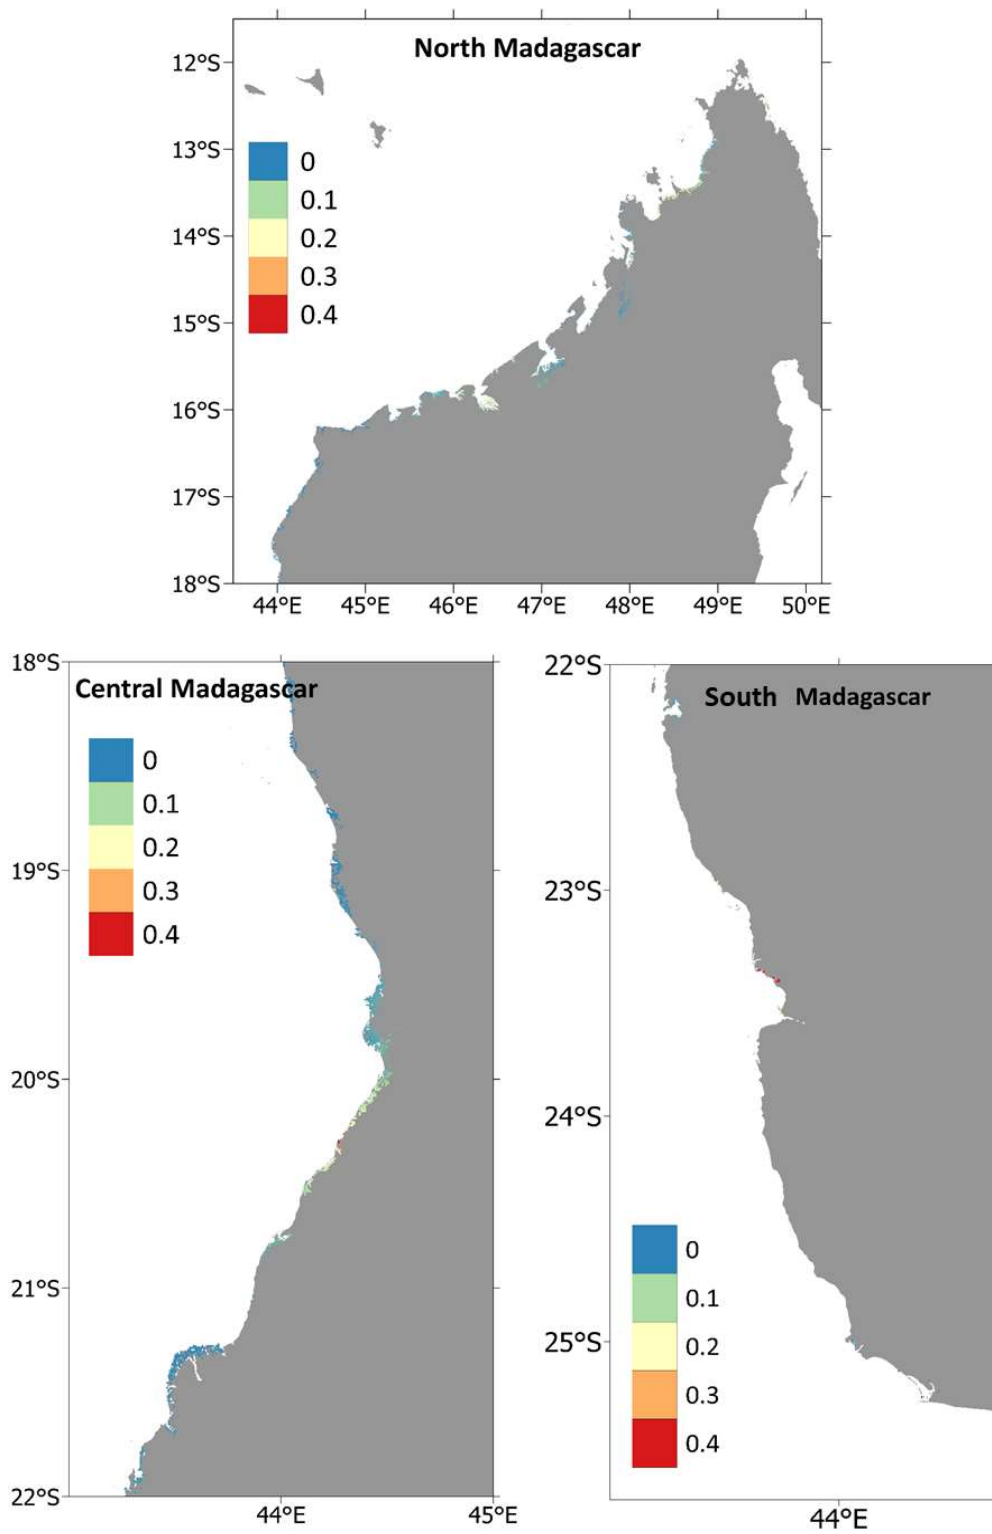 North Madagascar
12°S
13°S
14°S
15°S
16°S
17°S
18°S
0
0.1
0.2
0.3
0.4
44°E 45°E 46°E 47°E 48°E 49°E 50°E
18°S
Central Madagascar
0
0.1
0.2
0.3
0.4
19°S
20°S
21°S
22°S
44°E 45°E
22°S
South Madagascar
23°S
24°S
25°S
0
0.1
0.2
0.3
0.4
44°E